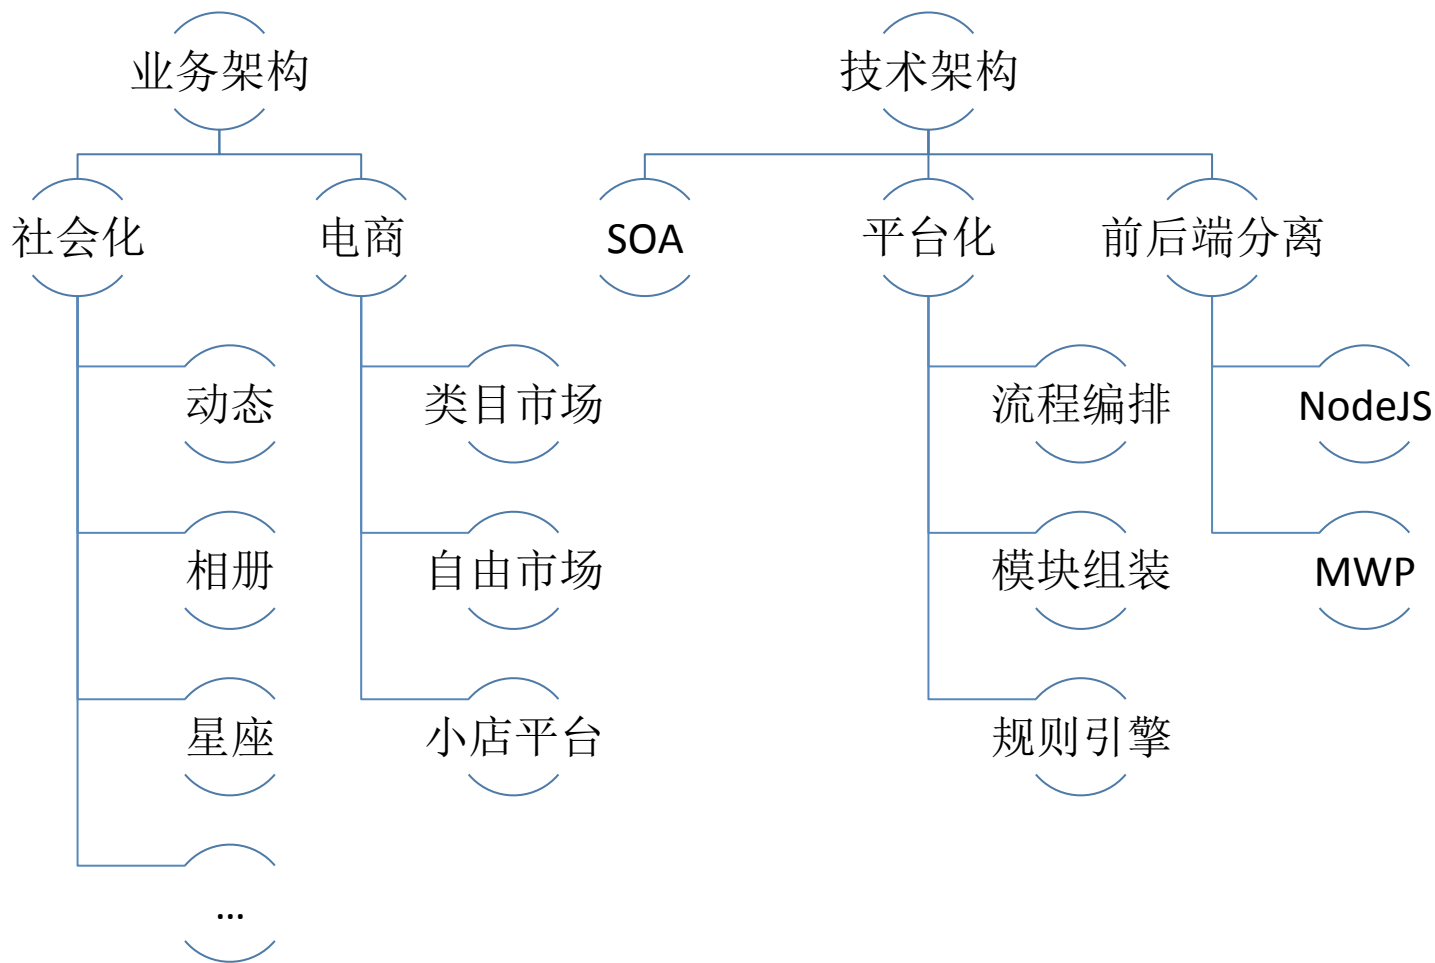 业务架构
技术架构
社会化
电商
SOA
平台化
前后端分离
动态
类目市场
流程编排
NodeJS
相册
自由市场
模块组装
MWP
星座
小店平台
规则引擎
...